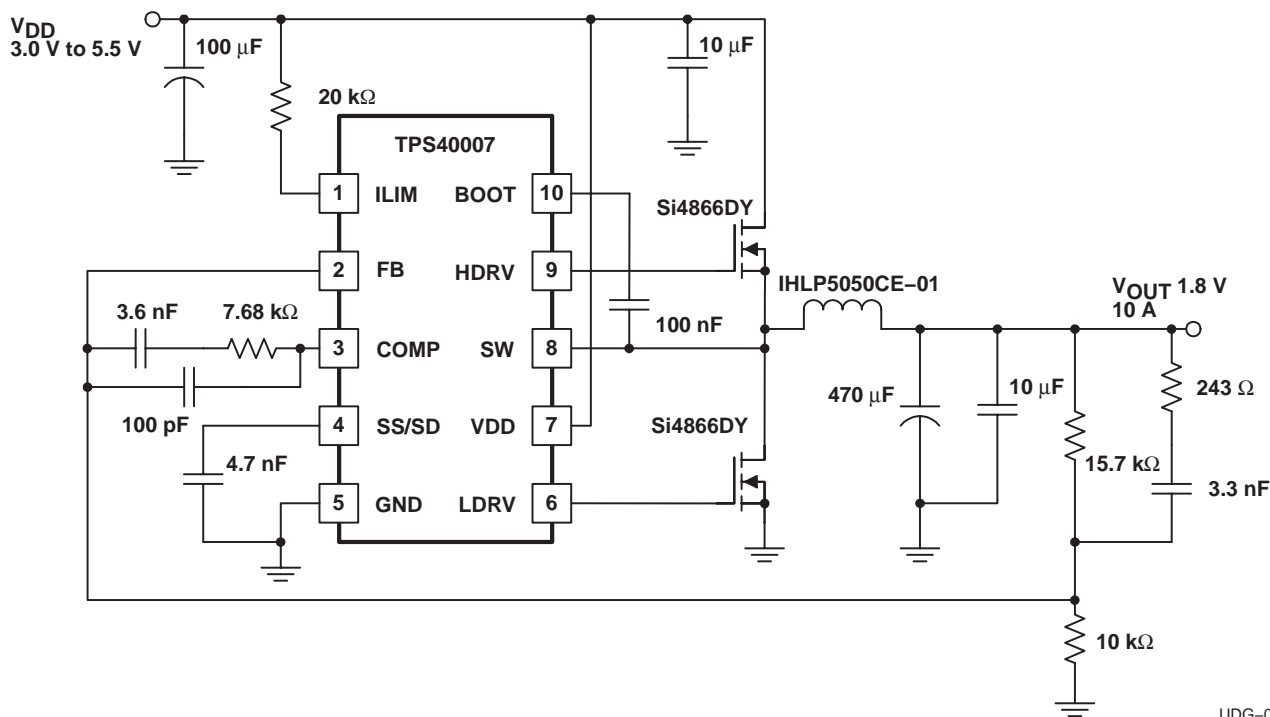 VDD
3.0 V to 5.5 V
100 μF
10 μF
20 kΩ
TPS40007
1
ILIM
BOOT
10
Si4866DY
2
FB
HDRV
9
IHLP5050CE–01
VOUT 1.8 V
10 A
3.6 nF
7.68 kΩ
100 nF
3
COMP
SW
8
470 μF
10 μF
243 Ω
100 pF
4
SS/SD
VDD
7
Si4866DY
4.7 nF
15.7 kΩ
3.3 nF
5
GND
LDRV
6
10 kΩ